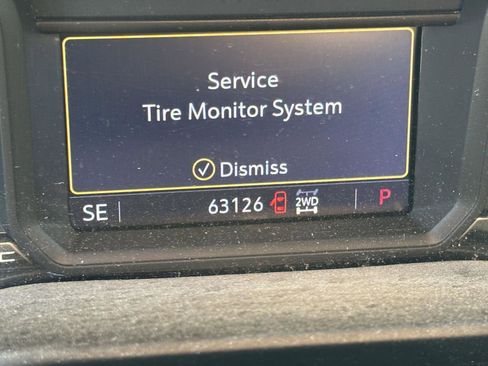 Service
Tire Monitor System
Dismiss
SE 63126 2WD P
C